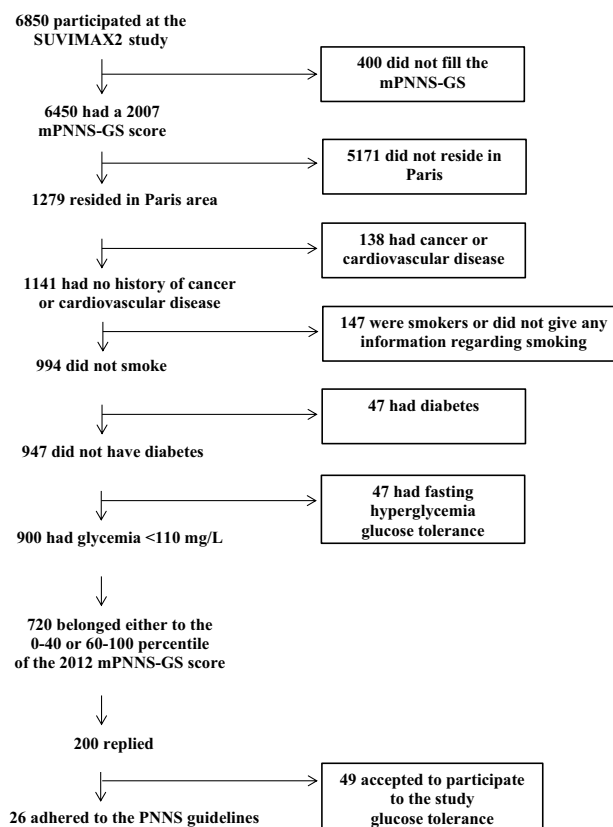 6850 participated at the
SUVIMAX2 study
400 did not fill the
mPNNS-GS
6450 had a 2007
mPNNS-GS score
5171 did not reside in
Paris
1279 resided in Paris area
138 had cancer or
cardiovascular disease
1141 had no history of cancer
or cardiovascular disease
147 were smokers or did not give any
information regarding smoking
994 did not smoke
47 had diabetes
947 did not have diabetes
47 had fasting
hyperglycemia
glucose tolerance
900 had glycemia <110 mg/L
720 belonged either to the
0-40 or 60-100 percentile
of the 2012 mPNNS-GS score
200 replied
49 accepted to participate
to the study
glucose tolerance
26 adhered to the PNNS guidelines